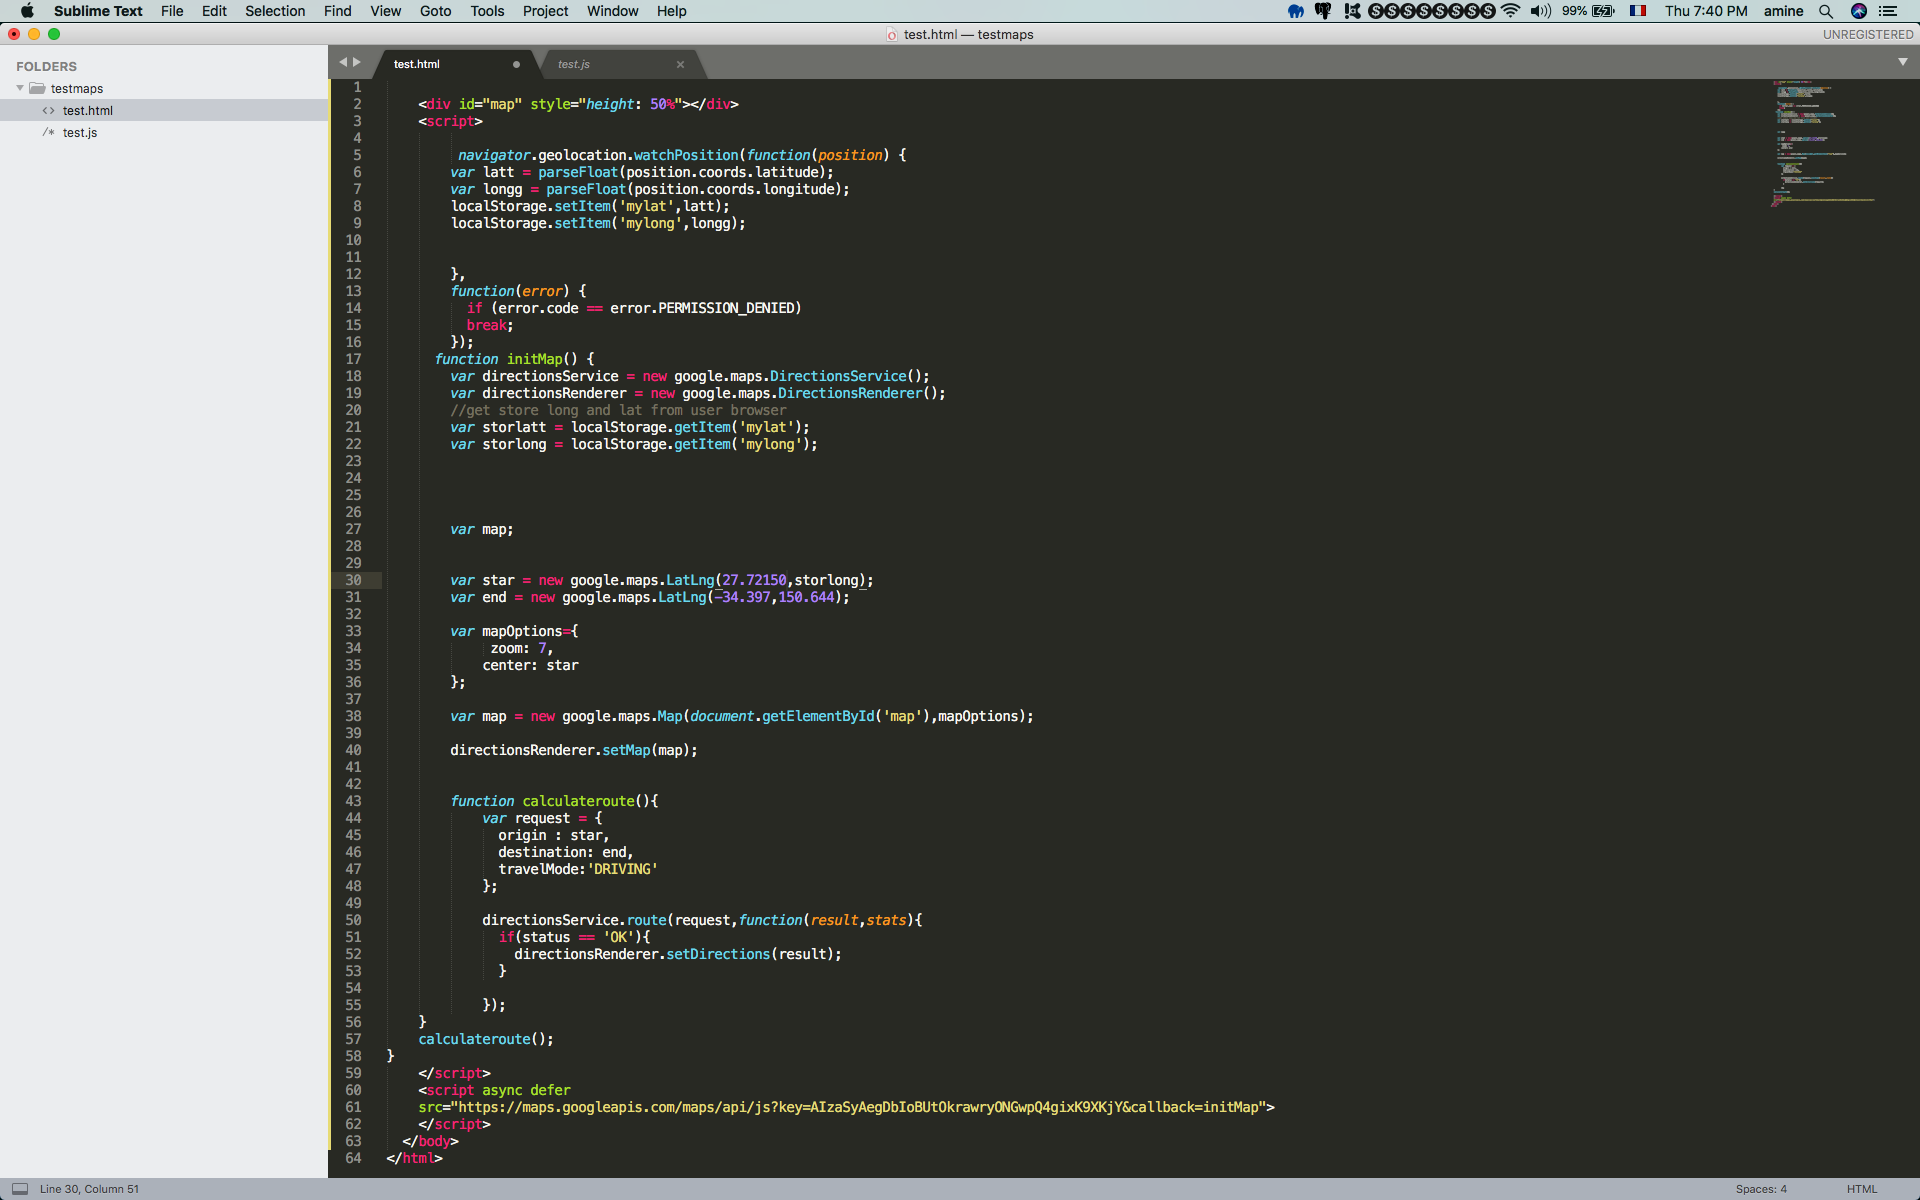 Sublime Text File Edit Selection Find View Goto Tools Project Window Help 99% Thu 7:40 PM amine
test.html — testmaps UNREGISTERED
FOLDERS
testmaps
<> test.html
/* test.js
test.html
test.js
1
2 <div id="map" style="height: 50%"></div>
3 <script>
4
5 navigator.geolocation.watchPosition(function(position) {
6 var latt = parseFloat(position.coords.latitude);
7 var longg = parseFloat(position.coords.longitude);
8 localStorage.setItem('mylat',latt);
9 localStorage.setItem('mylong',longg);
10
11
12 },
13 function(error) {
14 if (error.code == error.PERMISSION_DENIED)
15 break;
16 });
17 function initMap() {
18 var directionsService = new google.maps.DirectionsService();
19 var directionsRenderer = new google.maps.DirectionsRenderer();
20 //get store long and lat from user browser
21 var storlatt = localStorage.getItem('mylat');
22 var storlong = localStorage.getItem('mylong');
23
24
25
26
27 var map;
28
29
30 var star = new google.maps.LatLng(27.72150,storlong);
31 var end = new google.maps.LatLng(-34.397,150.644);
32
33 var mapOptions={
34 zoom: 7,
35 center: star
36 };
37
38 var map = new google.maps.Map(document.getElementById('map'),mapOptions);
39
40 directionsRenderer.setMap(map);
41
42
43 function calculateroute(){
44 var request = {
45 origin : star,
46 destination: end,
47 travelMode:'DRIVING'
48 };
49
50 directionsService.route(request,function(result,stats){
51 if(status == 'OK'){
52 directionsRenderer.setDirections(result);
53 }
54
55 });
56 }
57 calculateroute();
58 }
59 </script>
60 <script async defer
61 src="https://maps.googleapis.com/maps/api/js?key=AIzaSyAegDbIoBUtOkrawryONGwpQ4gixK9XKjY&callback=initMap">
62 </script>
63 </body>
64 </html>
Line 30, Column 51 Spaces: 4 HTML